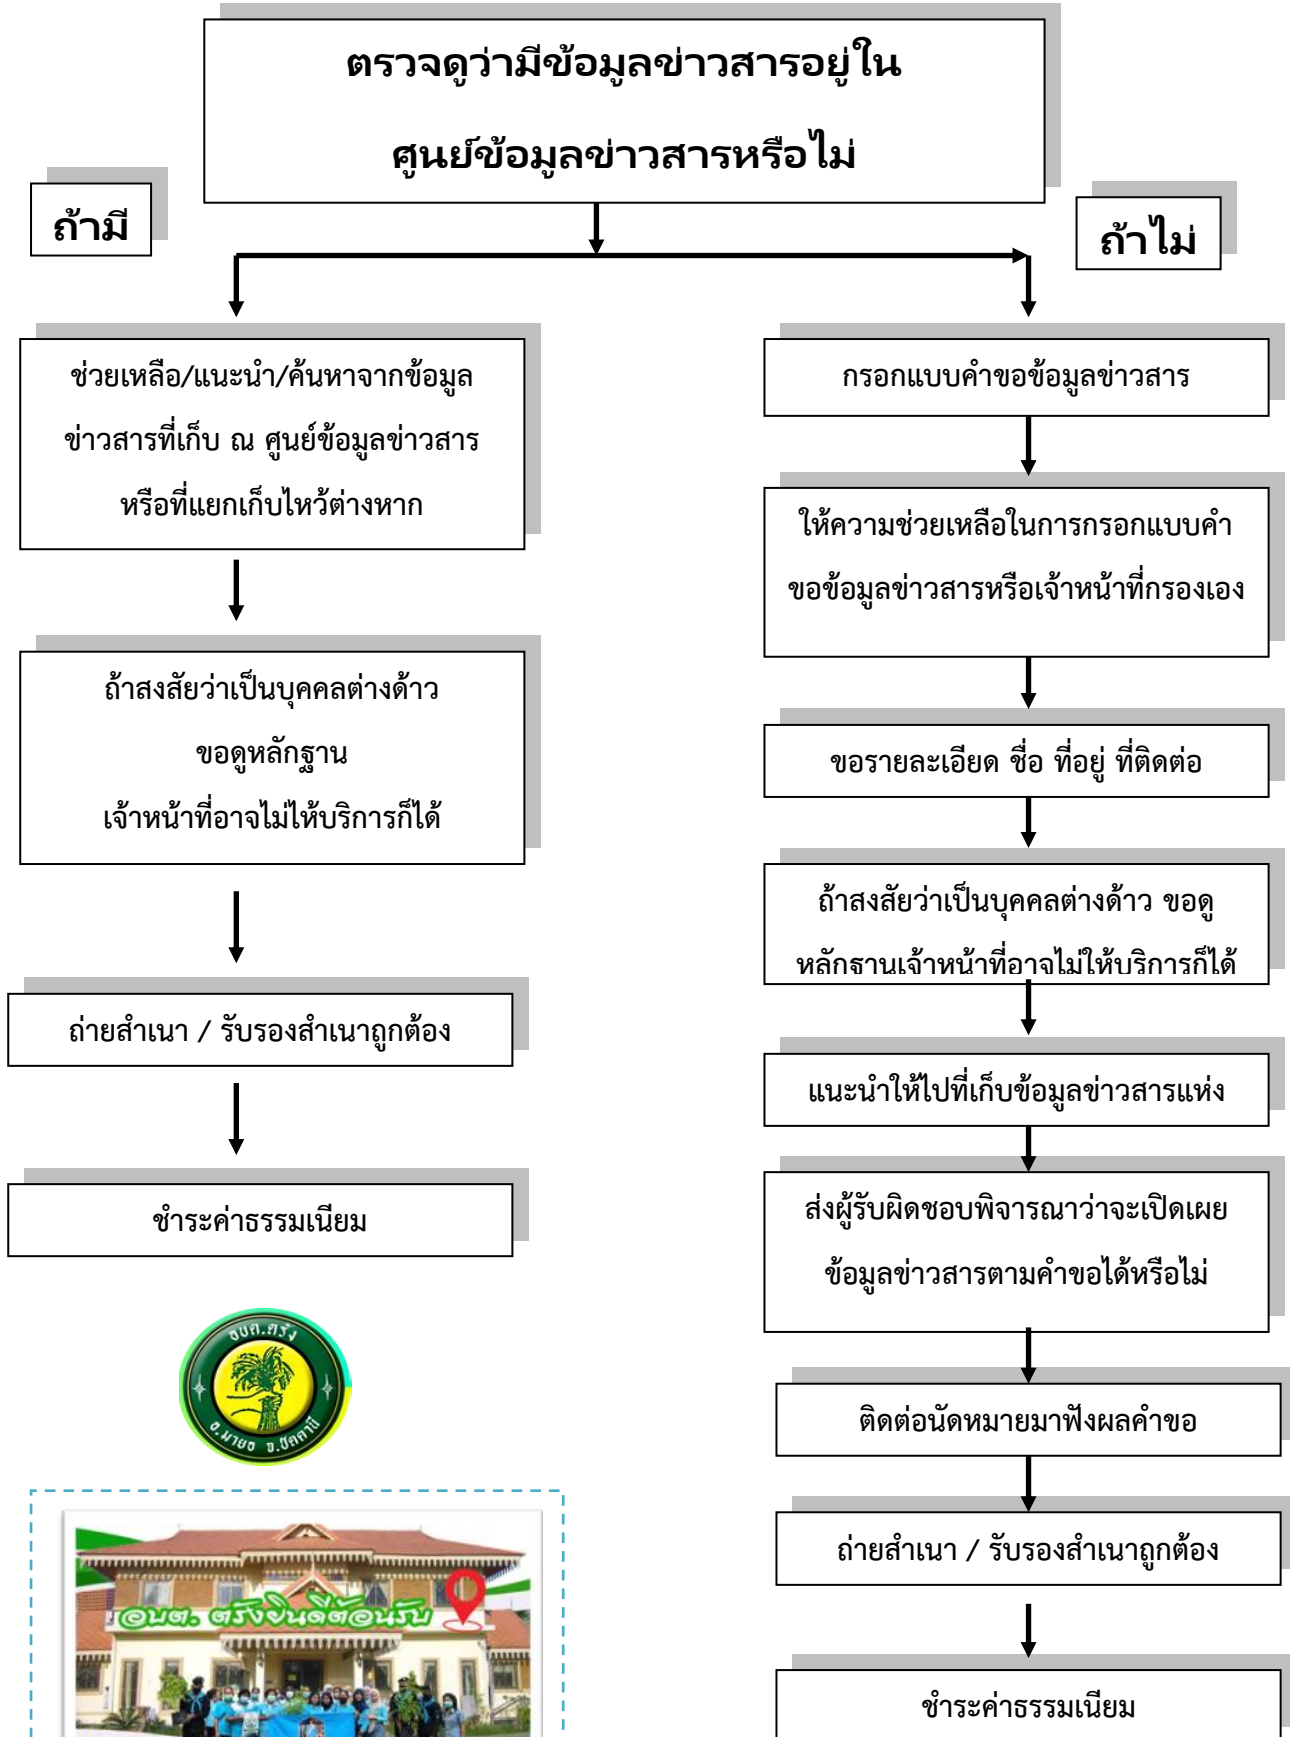 ตรวจดูว่ามีข้อมูลข่าวสารอยู่ใน
ศูนย์ข้อมูลข่าวสารหรือไม่
ถ้ามี
ถ้าไม่
ช่วยเหลือ/แนะนำ/ค้นหาจากข้อมูล
ข่าวสารที่เก็บ ณ ศูนย์ข้อมูลข่าวสาร
หรือที่แยกเก็บไหว้ต่างหาก
ถ้าสงสัยว่าเป็นบุคคลต่างด้าว
ขอดูหลักฐาน
เจ้าหน้าที่อาจไม่ไห้บริการก็ได้
ถ่ายสำเนา / รับรองสำเนาถูกต้อง
ชำระค่าธรรมเนียม
กรอกแบบคำขอข้อมูลข่าวสาร
ให้ความช่วยเหลือในการกรอกแบบคำ
ขอข้อมูลข่าวสารหรือเจ้าหน้าที่กรองเอง
ขอรายละเอียด ชื่อ ที่อยู่ ที่ติดต่อ
ถ้าสงสัยว่าเป็นบุคคลต่างด้าว ขอดู
หลักฐานเจ้าหน้าที่อาจไม่ให้บริการก็ได้
แนะนำให้ไปที่เก็บข้อมูลข่าวสารแห่ง
ส่งผู้รับผิดชอบพิจารณาว่าจะเปิดเผย
ข้อมูลข่าวสารตามคำขอได้หรือไม่
ติดต่อนัดหมายมาฟังผลคำขอ
ถ่ายสำเนา / รับรองสำเนาถูกต้อง
ชำระค่าธรรมเนียม
อบต.ตรัง
อ.มายอ จ.ปัตตานี
อบต. ตรังยินดีต้อนรับ